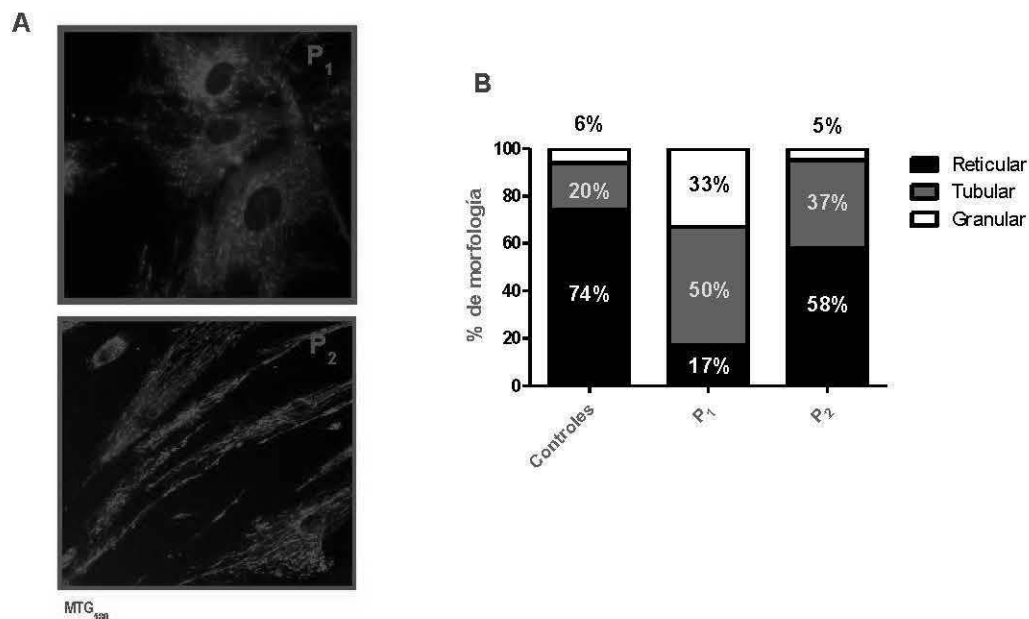 A
P1
P2
MTG
B
6%
5%
100
80
60
40
20
0
% de morfología
20%
74%
33%
50%
17%
37%
58%
Controles
P1
P2
Reticular
Tubular
Granular